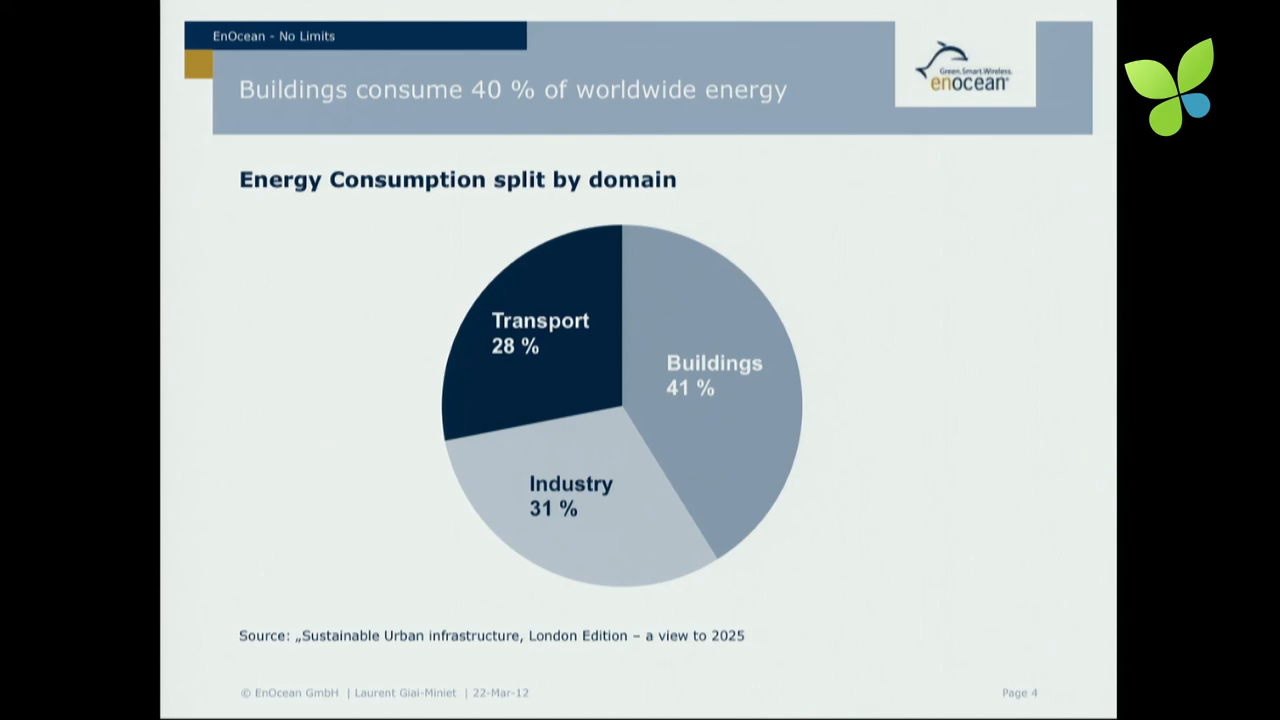 EnOcean - No Limits
Buildings consume 40 % of worldwide energy
Green.Smart.Wireless.
enocean®
Energy Consumption split by domain
Transport
28 %
Buildings
41 %
Industry
31 %
Source: „Sustainable Urban infrastructure, London Edition – a view to 2025
© EnOcean GmbH | Laurent Giai-Miniet | 22-Mar-12
Page 4